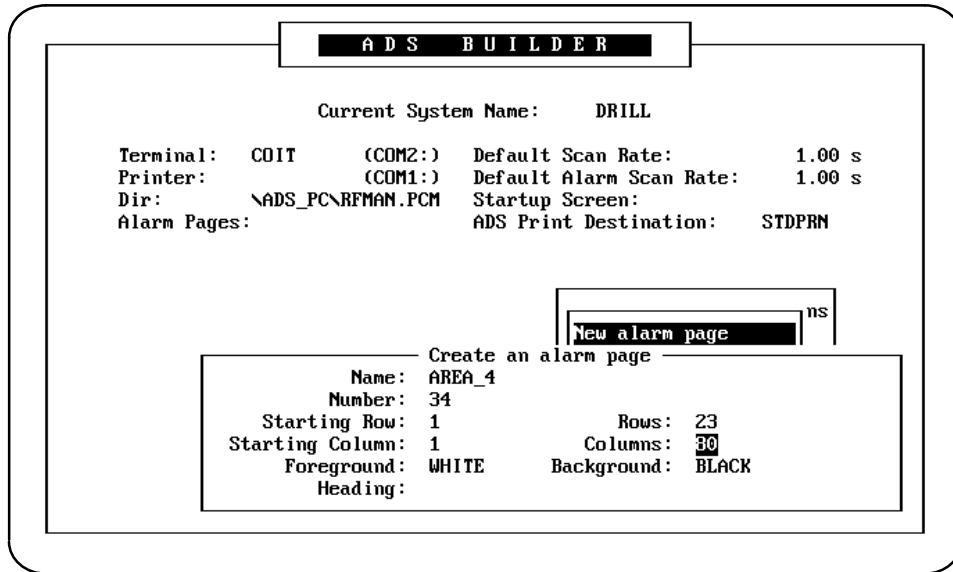 ADS BUILDER
Current System Name: DRILL
Terminal: COIT (COM2:) Default Scan Rate: 1.00 s
Printer: (COM1:) Default Alarm Scan Rate: 1.00 s
Dir: \ADS_PC\RFMAN.PCM Startup Screen:
Alarm Pages: ADS Print Destination: STDPRN
ns
New alarm page
Create an alarm page
Name: AREA_4
Number: 34
Starting Row: 1 Rows: 23
Starting Column: 1 Columns: 80
Foreground: WHITE Background: BLACK
Heading: